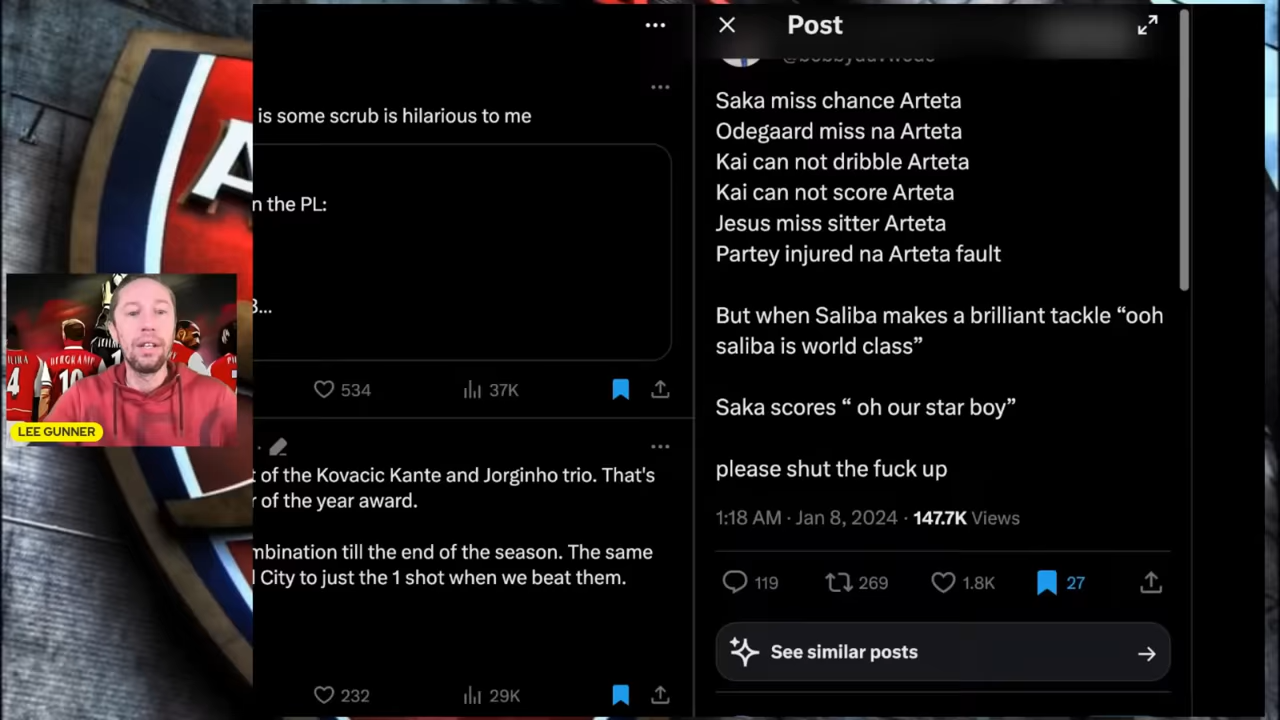 Post
is some scrub is hilarious to me
n the PL:
3...
534
37K
of the Kovacic Kante and Jorginho trio. That's
of the year award.
mbination till the end of the season. The same
City to just the 1 shot when we beat them.
232
29K
Saka miss chance Arteta
Odegaard miss na Arteta
Kai can not dribble Arteta
Kai can not score Arteta
Jesus miss sitter Arteta
Partey injured na Arteta fault
But when Saliba makes a brilliant tackle “ooh
saliba is world class”
Saka scores “ oh our star boy”
please shut the fuck up
1:18 AM · Jan 8, 2024 · 147.7K Views
119
269
1.8K
27
See similar posts
4
BERGKAMP
10
LEE GUNNER
A